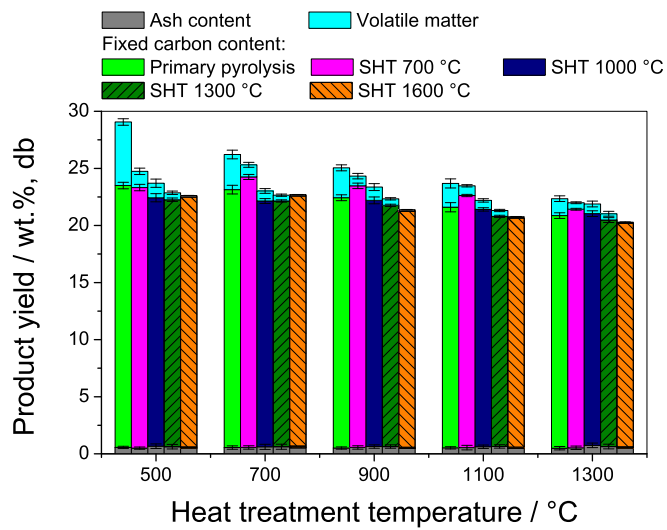 Ash content Volatile matter
Fixed carbon content:
Primary pyrolysis SHT 700 °C SHT 1000 °C
SHT 1300 °C SHT 1600 °C
30
25
20
15
10
5
0
Product yield / wt.%, db
500 700 900 1100 1300
Heat treatment temperature / °C